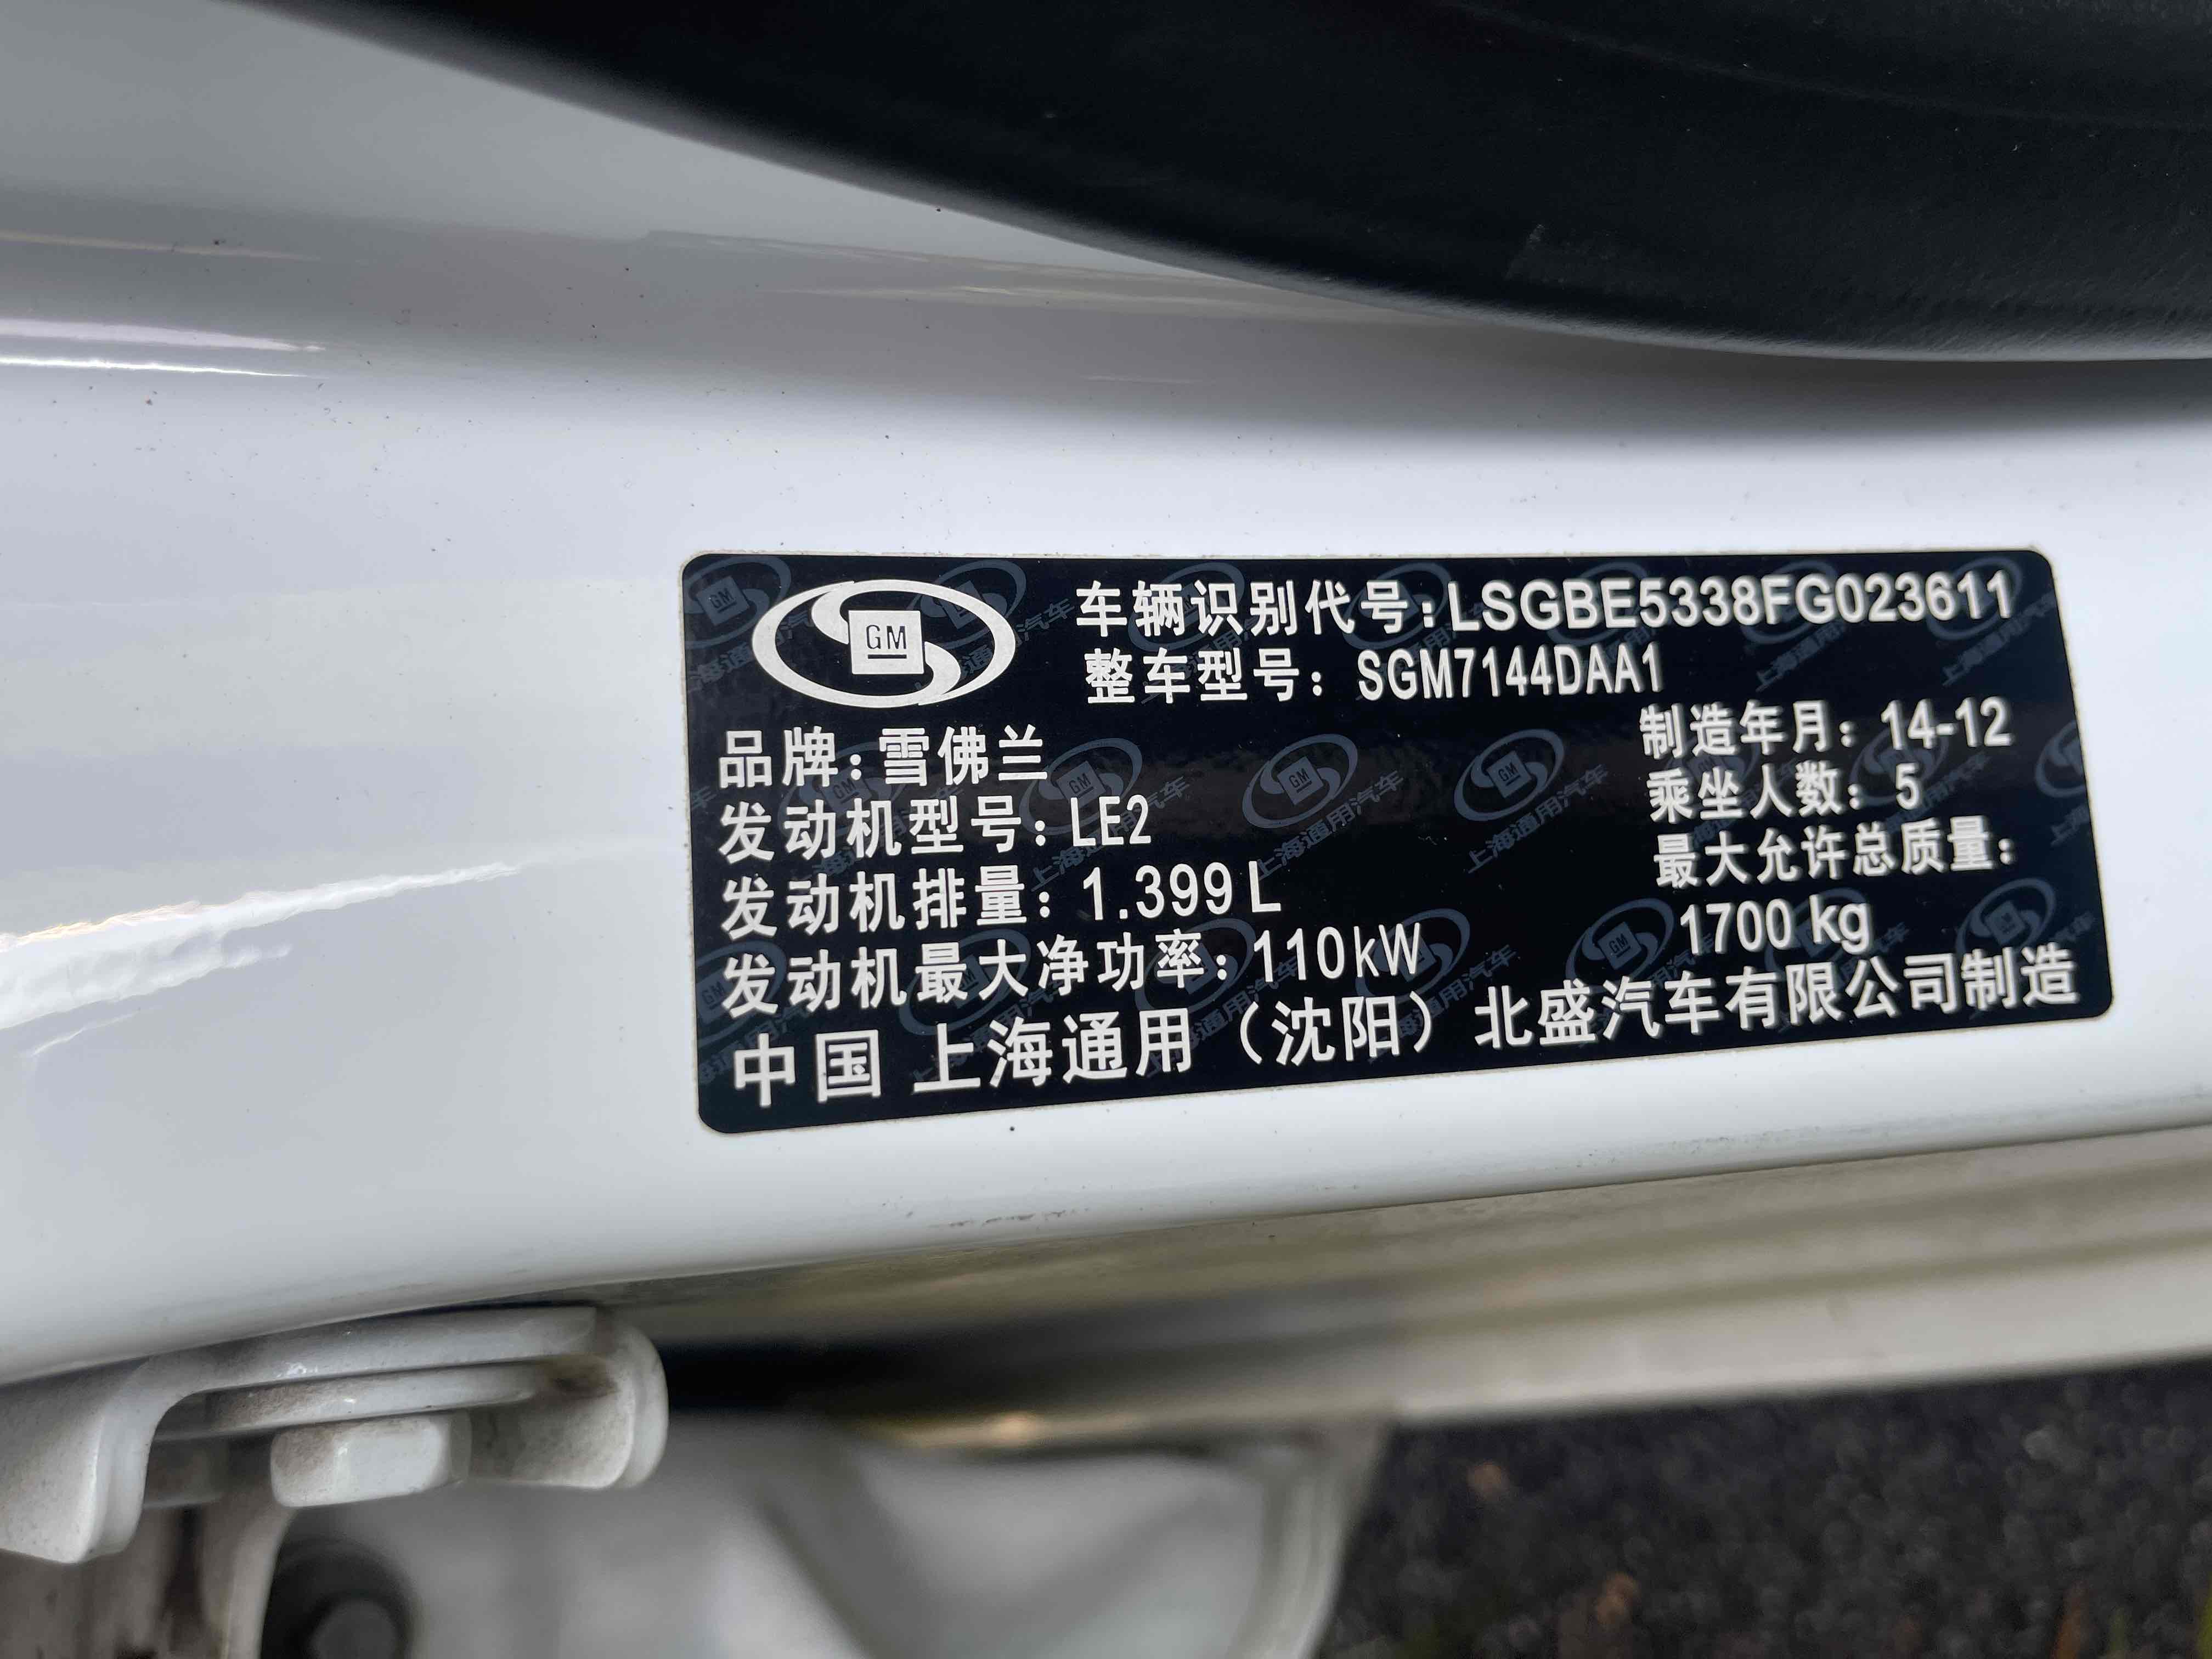 GM
车辆识别代号:LSGBE5338FG023611
整车型号: SGM7144DAA1
品牌:雪佛兰
制造年月: 14-12
发动机型号: LE2
乘坐人数: 5
发动机排量: 1.399L
最大允许总质量:
1700 kg
发动机最大净功率:110kW
中国 上海通用（沈阳）北盛汽车有限公司制造